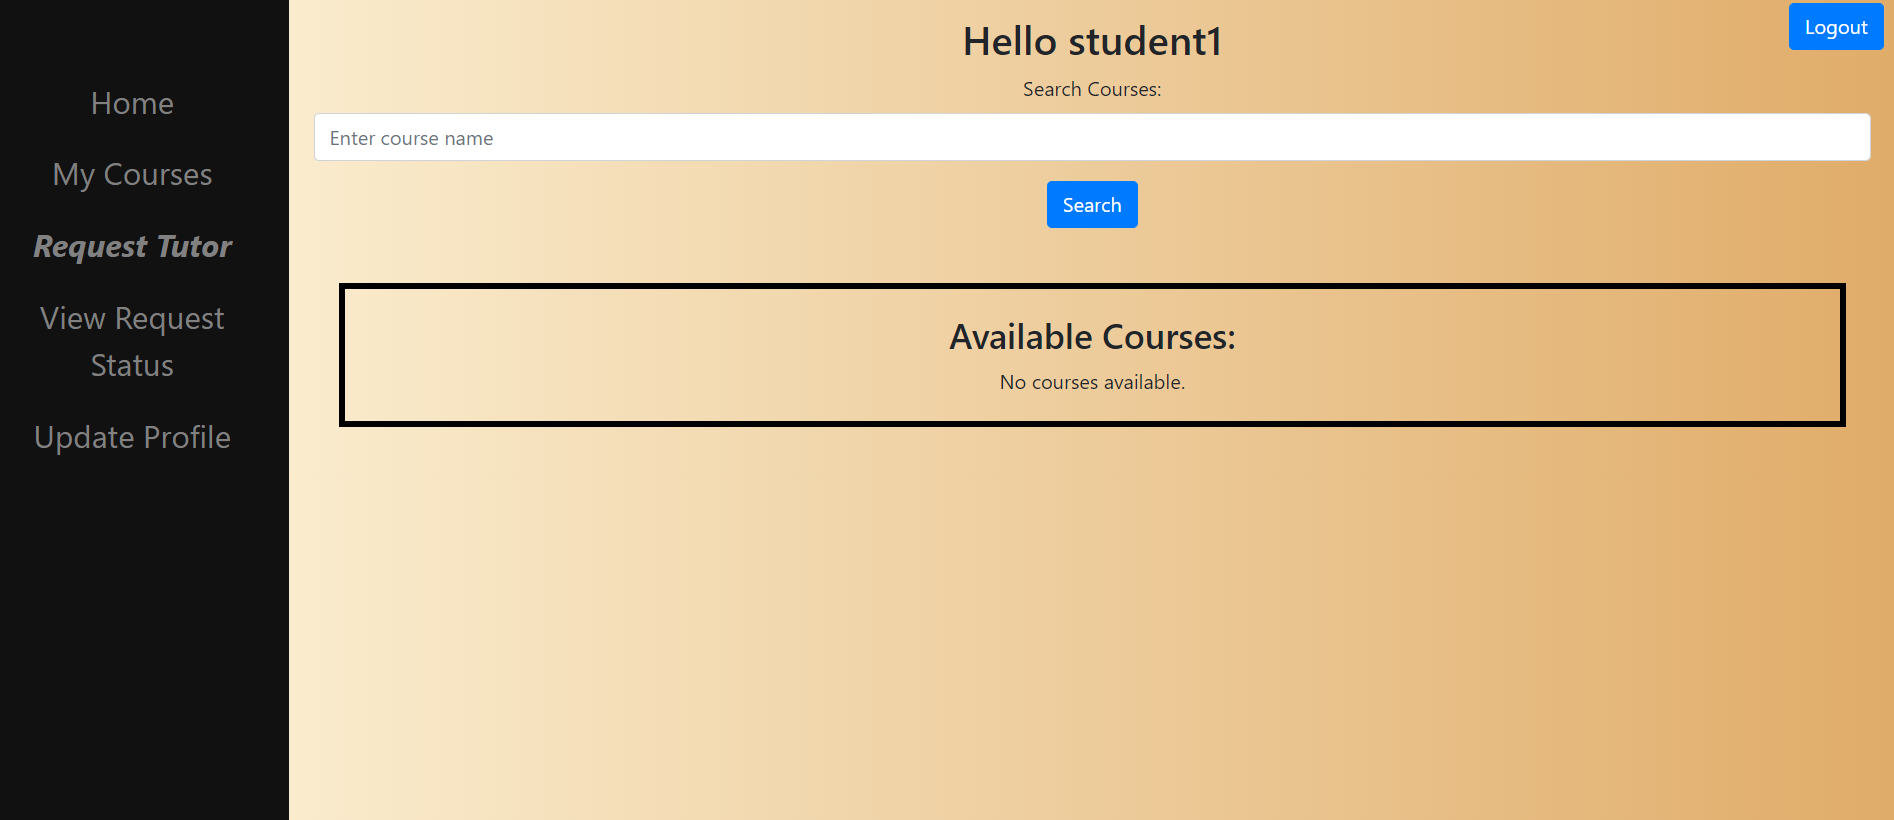 Home
My Courses
Request Tutor
View Request
Status
Update Profile
Logout
Hello student1
Search Courses:
Enter course name
Search
Available Courses:
No courses available.